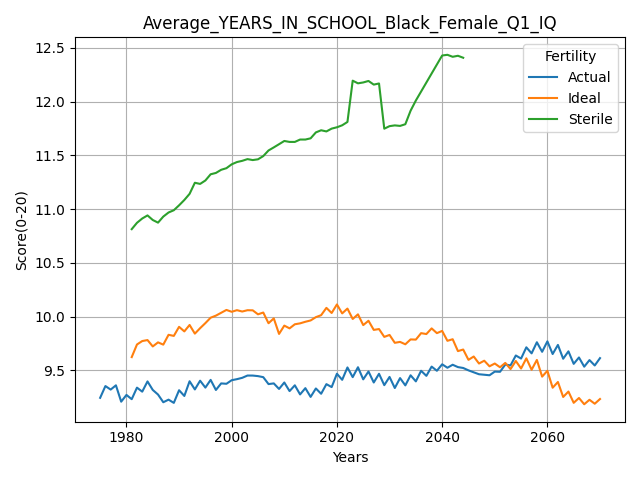 Average_YEARS_IN_SCHOOL_Black_Female_Q1_IQ
Fertility
Actual
Ideal
Sterile
Score(0-20)
12.5
12.0
11.5
11.0
10.5
10.0
9.5
1980
2000
2020
2040
2060
Years